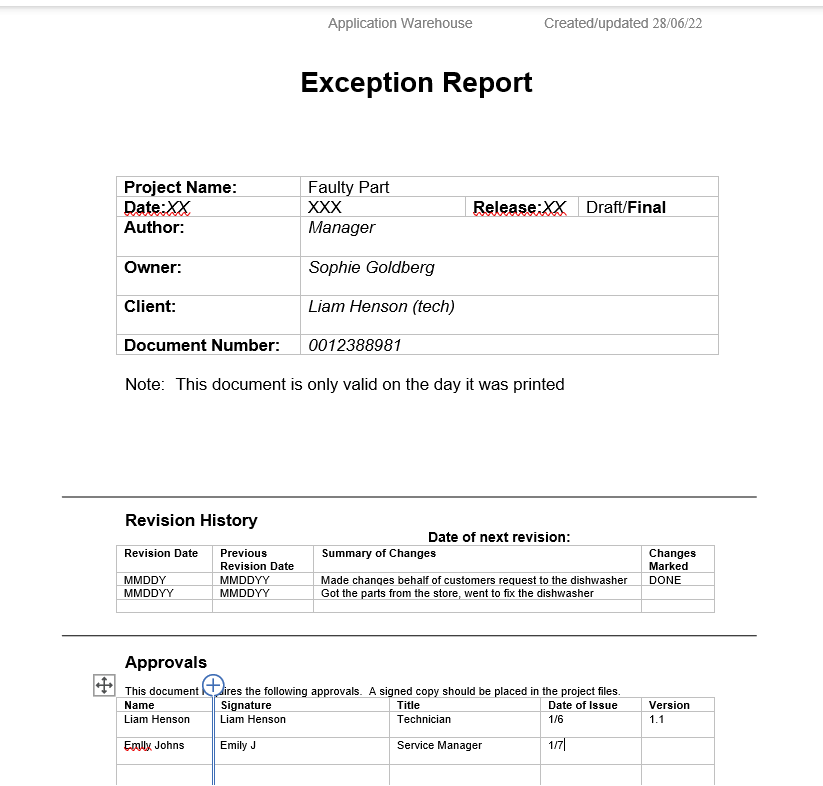 Application Warehouse Created/updated 28/06/22
Exception Report
Project Name: Faulty Part
Date:XX XXX Release:XX Draft/Final
Author: Manager
Owner: Sophie Goldberg
Client: Liam Henson (tech)
Document Number: 0012388981
Note: This document is only valid on the day it was printed
Revision History
Date of next revision:
Revision Date Previous Revision Date Summary of Changes Changes Marked
MMDDY MMDDYY Made changes behalf of customers request to the dishwasher DONE
MMDDYY MMDDYY Got the parts from the store, went to fix the dishwasher
Approvals
This document requires the following approvals. A signed copy should be placed in the project files.
Name Signature Title Date of Issue Version
Liam Henson Liam Henson Technician 1/6 1.1
Emlly Johns Emily J Service Manager 1/7